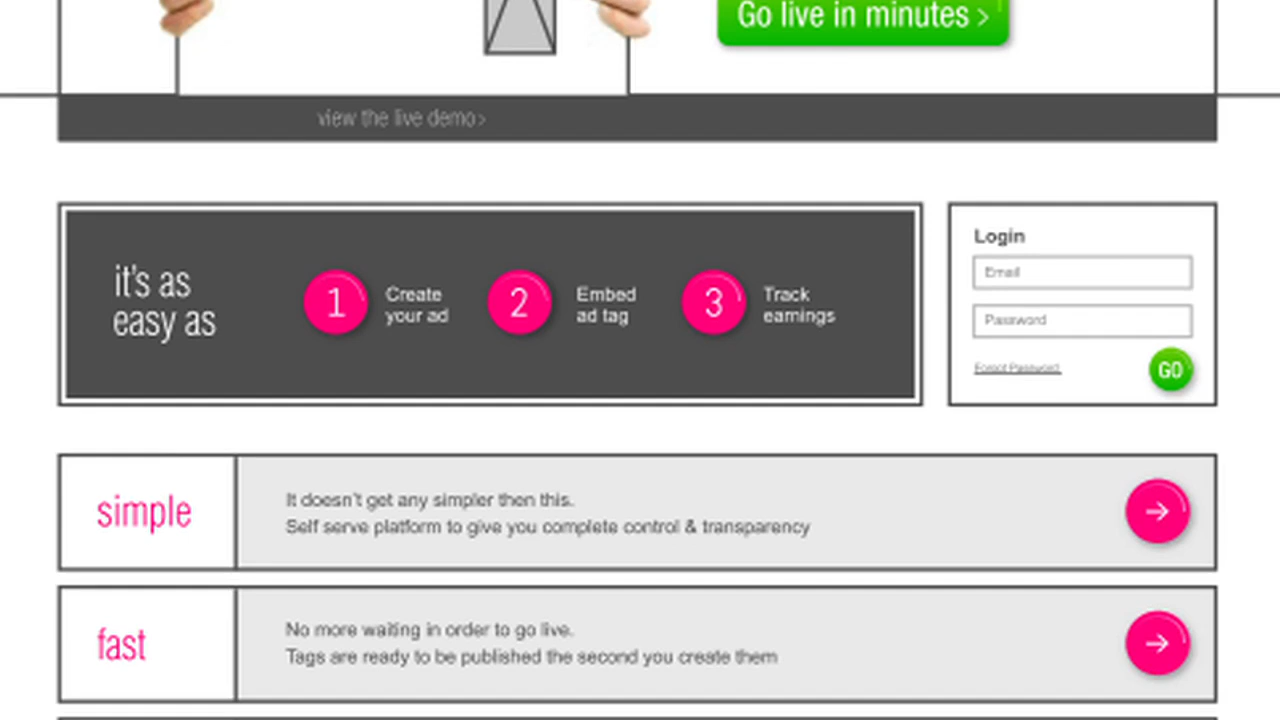 Go live in minutes >
view the live demo>
it's as
easy as
1
Create
your ad
2
Embed
ad tag
3
Track
earnings
Login
Email
Password
Forgot Password
GO
simple
It doesn't get any simpler then this.
Self serve platform to give you complete control & transparency
fast
No more waiting in order to go live.
Tags are ready to be published the second you create them